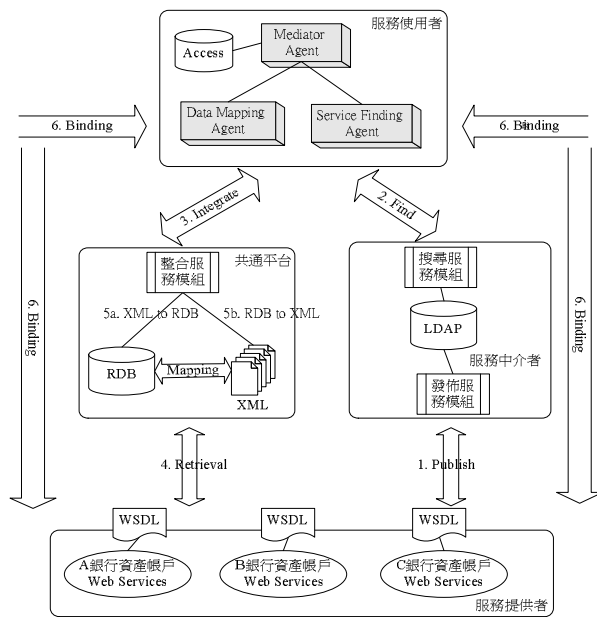 服務使用者
Mediator
Agent
Access
Data Mapping
Agent
Service Finding
Agent
6. Binding
6. Binding
3. Integrate
2. Find
整合服
務模組
共通平台
5a. XML to RDB
5b. RDB to XML
RDB
Mapping
XML
搜尋服
務模組
LDAP
服務中介者
發佈服
務模組
6. Binding
6. Binding
4. Retrieval
1. Publish
WSDL
WSDL
WSDL
A銀行資產帳戶
Web Services
B銀行資產帳戶
Web Services
C銀行資產帳戶
Web Services
服務提供者